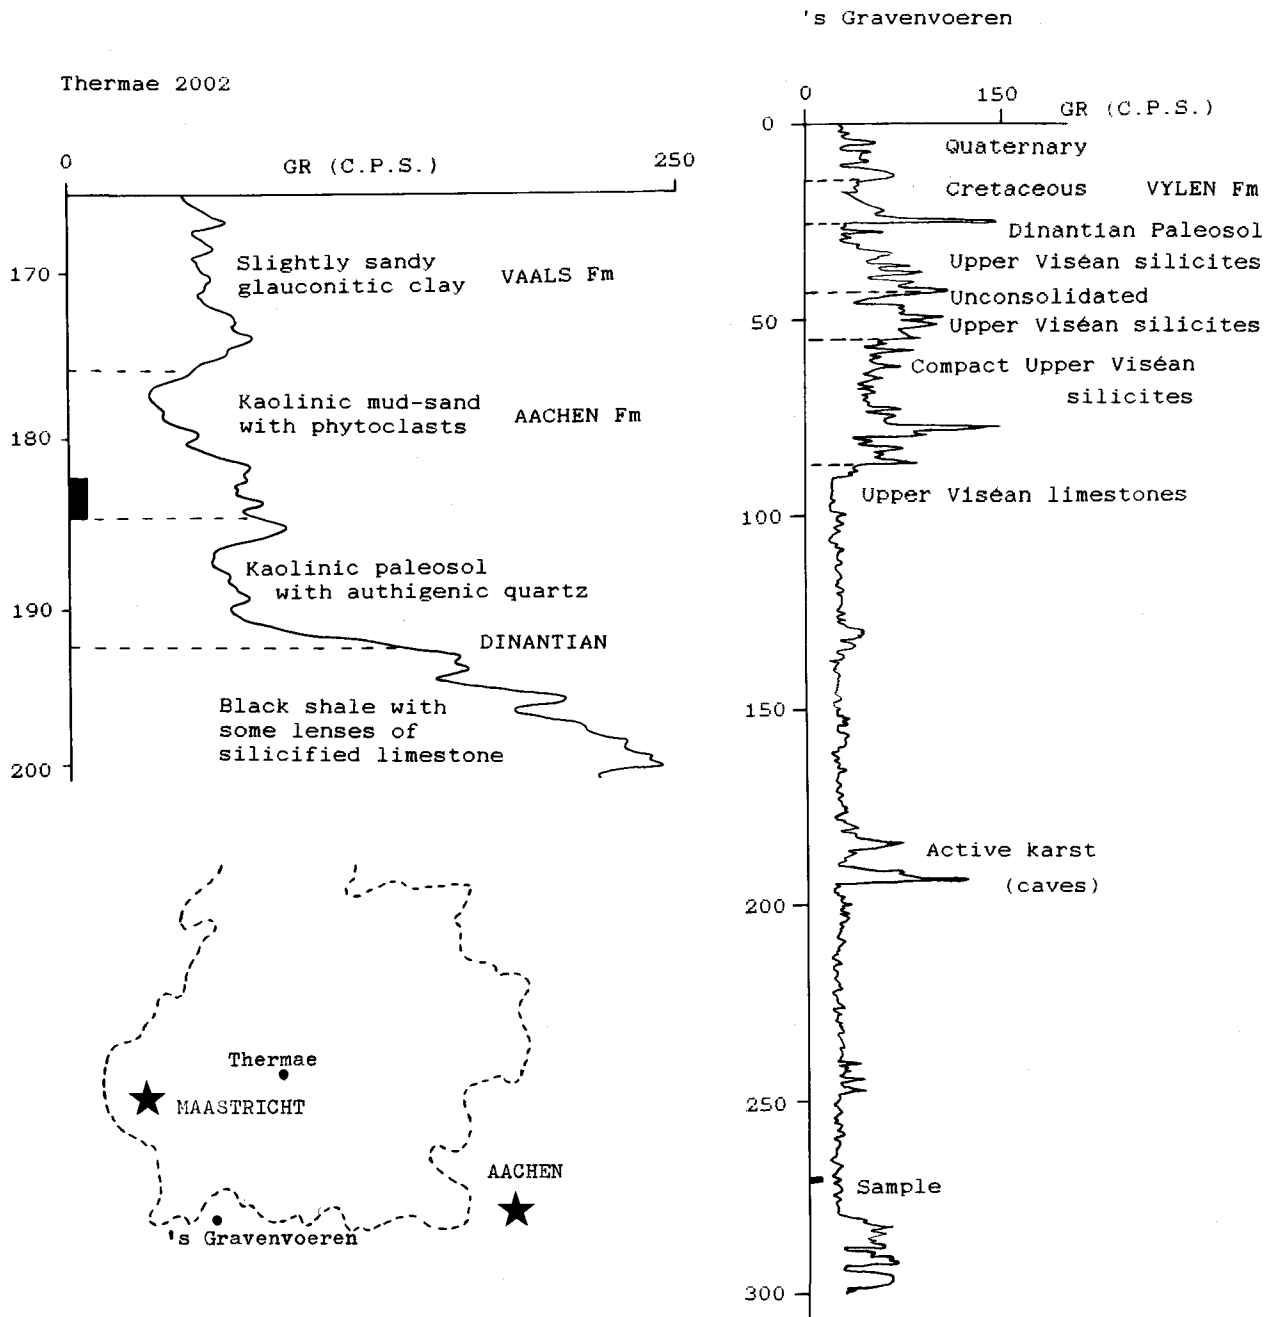 's Gravenvoeren
Thermae 2002
0
GR (C.P.S.)
250
170
180
190
200
Slightly sandy
glauconitic clay
VAALS Fm
Kaolinic mud-sand
with phytoclasts
AACHEN Fm
Kaolinic paleosol
with authigenic quartz
DINANTIAN
Black shale with
some lenses of
silicified limestone
Thermae
MAASTRICHT
AACHEN
's Gravenvoeren
0
150
GR (C.P.S.)
0
50
100
150
200
250
300
Quaternary
Cretaceous
VYLEN Fm
Dinantian Paleosol
Upper Viséan silicites
Unconsolidated
Upper Viséan silicites
Compact Upper Viséan
silicites
Upper Viséan limestones
Active karst
(caves)
Sample